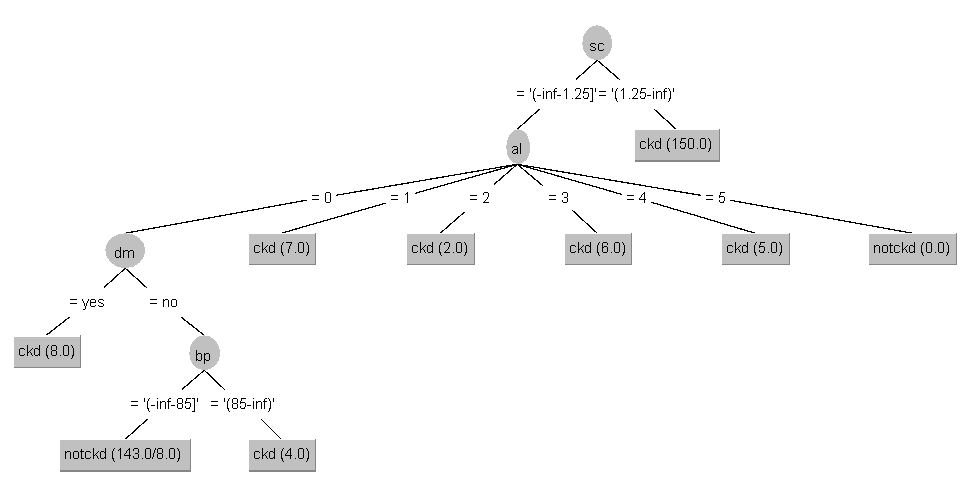 sc
= '(-inf-1.25]' = '(1.25-inf)'
al
ckd (150.0)
= 0 = 1 = 2 = 3 = 4 = 5
dm
ckd (7.0)
ckd (2.0)
ckd (6.0)
ckd (5.0)
notckd (0.0)
= yes = no
ckd (8.0)
bp
= '(-inf-85]' = '(85-inf)'
notckd (143.0/8.0)
ckd (4.0)